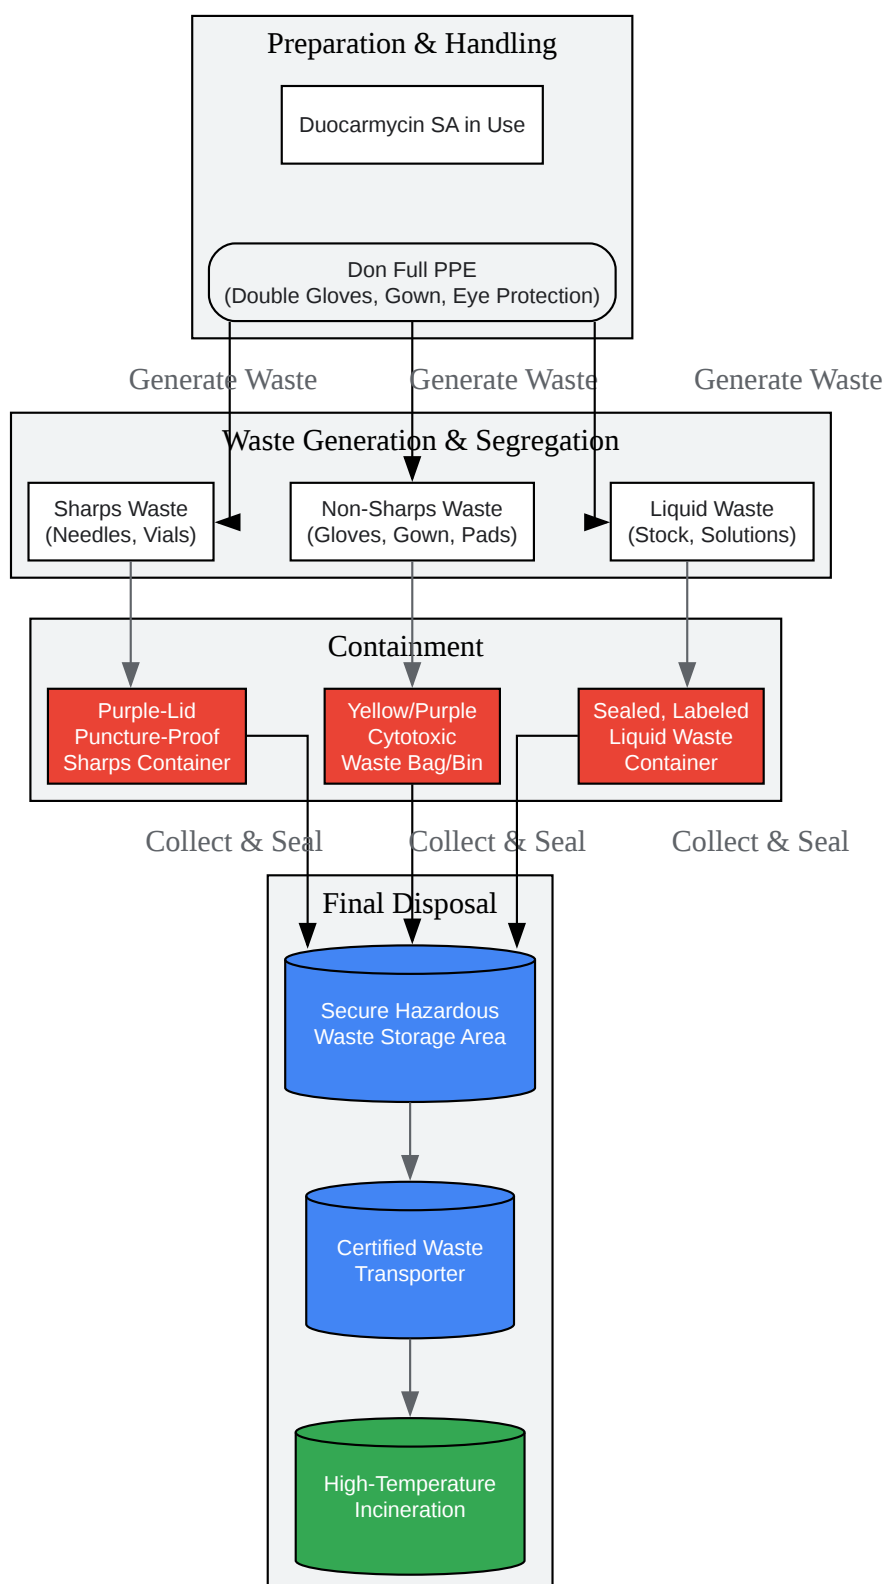 Preparation & Handling
Duocarmycin SA in Use
Don Full PPE
(Double Gloves, Gown, Eye Protection)
Generate Waste
Generate Waste
Generate Waste
Waste Generation & Segregation
Sharps Waste
(Needles, Vials)
Non-Sharps Waste
(Gloves, Gown, Pads)
Liquid Waste
(Stock, Solutions)
Containment
Purple-Lid
Puncture-Proof
Sharps Container
Yellow/Purple
Cytotoxic
Waste Bag/Bin
Sealed, Labeled
Liquid Waste
Container
Collect & Seal
Collect & Seal
Collect & Seal
Final Disposal
Secure Hazardous
Waste Storage Area
Certified Waste
Transporter
High-Temperature
Incineration